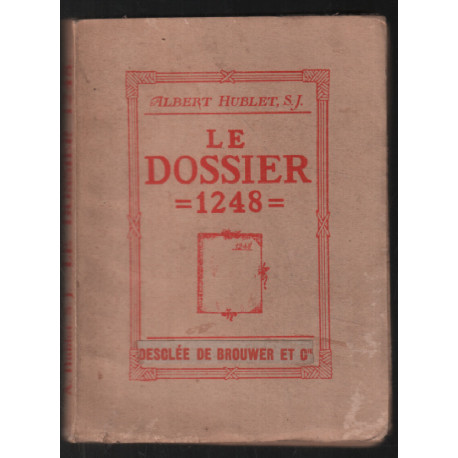 ALBERT HUBLET, S.J.
LE
DOSSIER
=1248=
1248
DESCLÉE DE BROUWER ET Cie